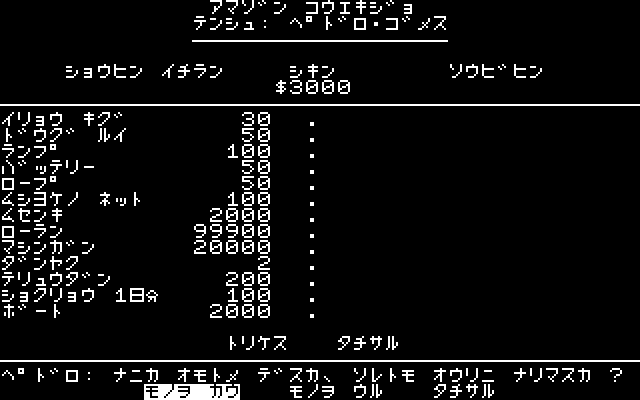 アマゾン コウエキジョ
テンシュ: ペドロ・ゴメス
ショウヒン イチラン シキン ソウビヒン
$3000
イリョウ キグ 30 .
ドウグ ルイ 50 .
ランプ 100 .
バッテリー 50 .
ロープ 50 .
ムシヨケノ ネット 100 .
ムセンキ 2000 .
ローラン 99900 .
マシンガン 20000 .
ダンヤク 2 .
テリュウダン 200 .
ショクリョウ 1日分 100 .
ボート 2000 .
トリケス タチサル
ペドロ: ナニカ オモトメ デスカ、 ソレトモ オウリニ ナリマスカ ?
モノヲ カウ モノヲ ウル タチサル